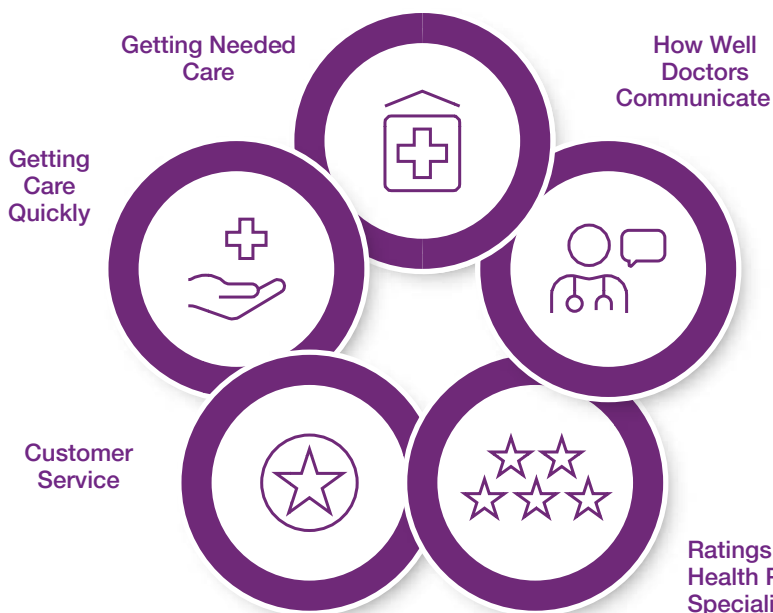 Getting Needed
Care
How Well
Doctors
Communicate
Getting
Care
Quickly
Customer
Service
Ratings
Health